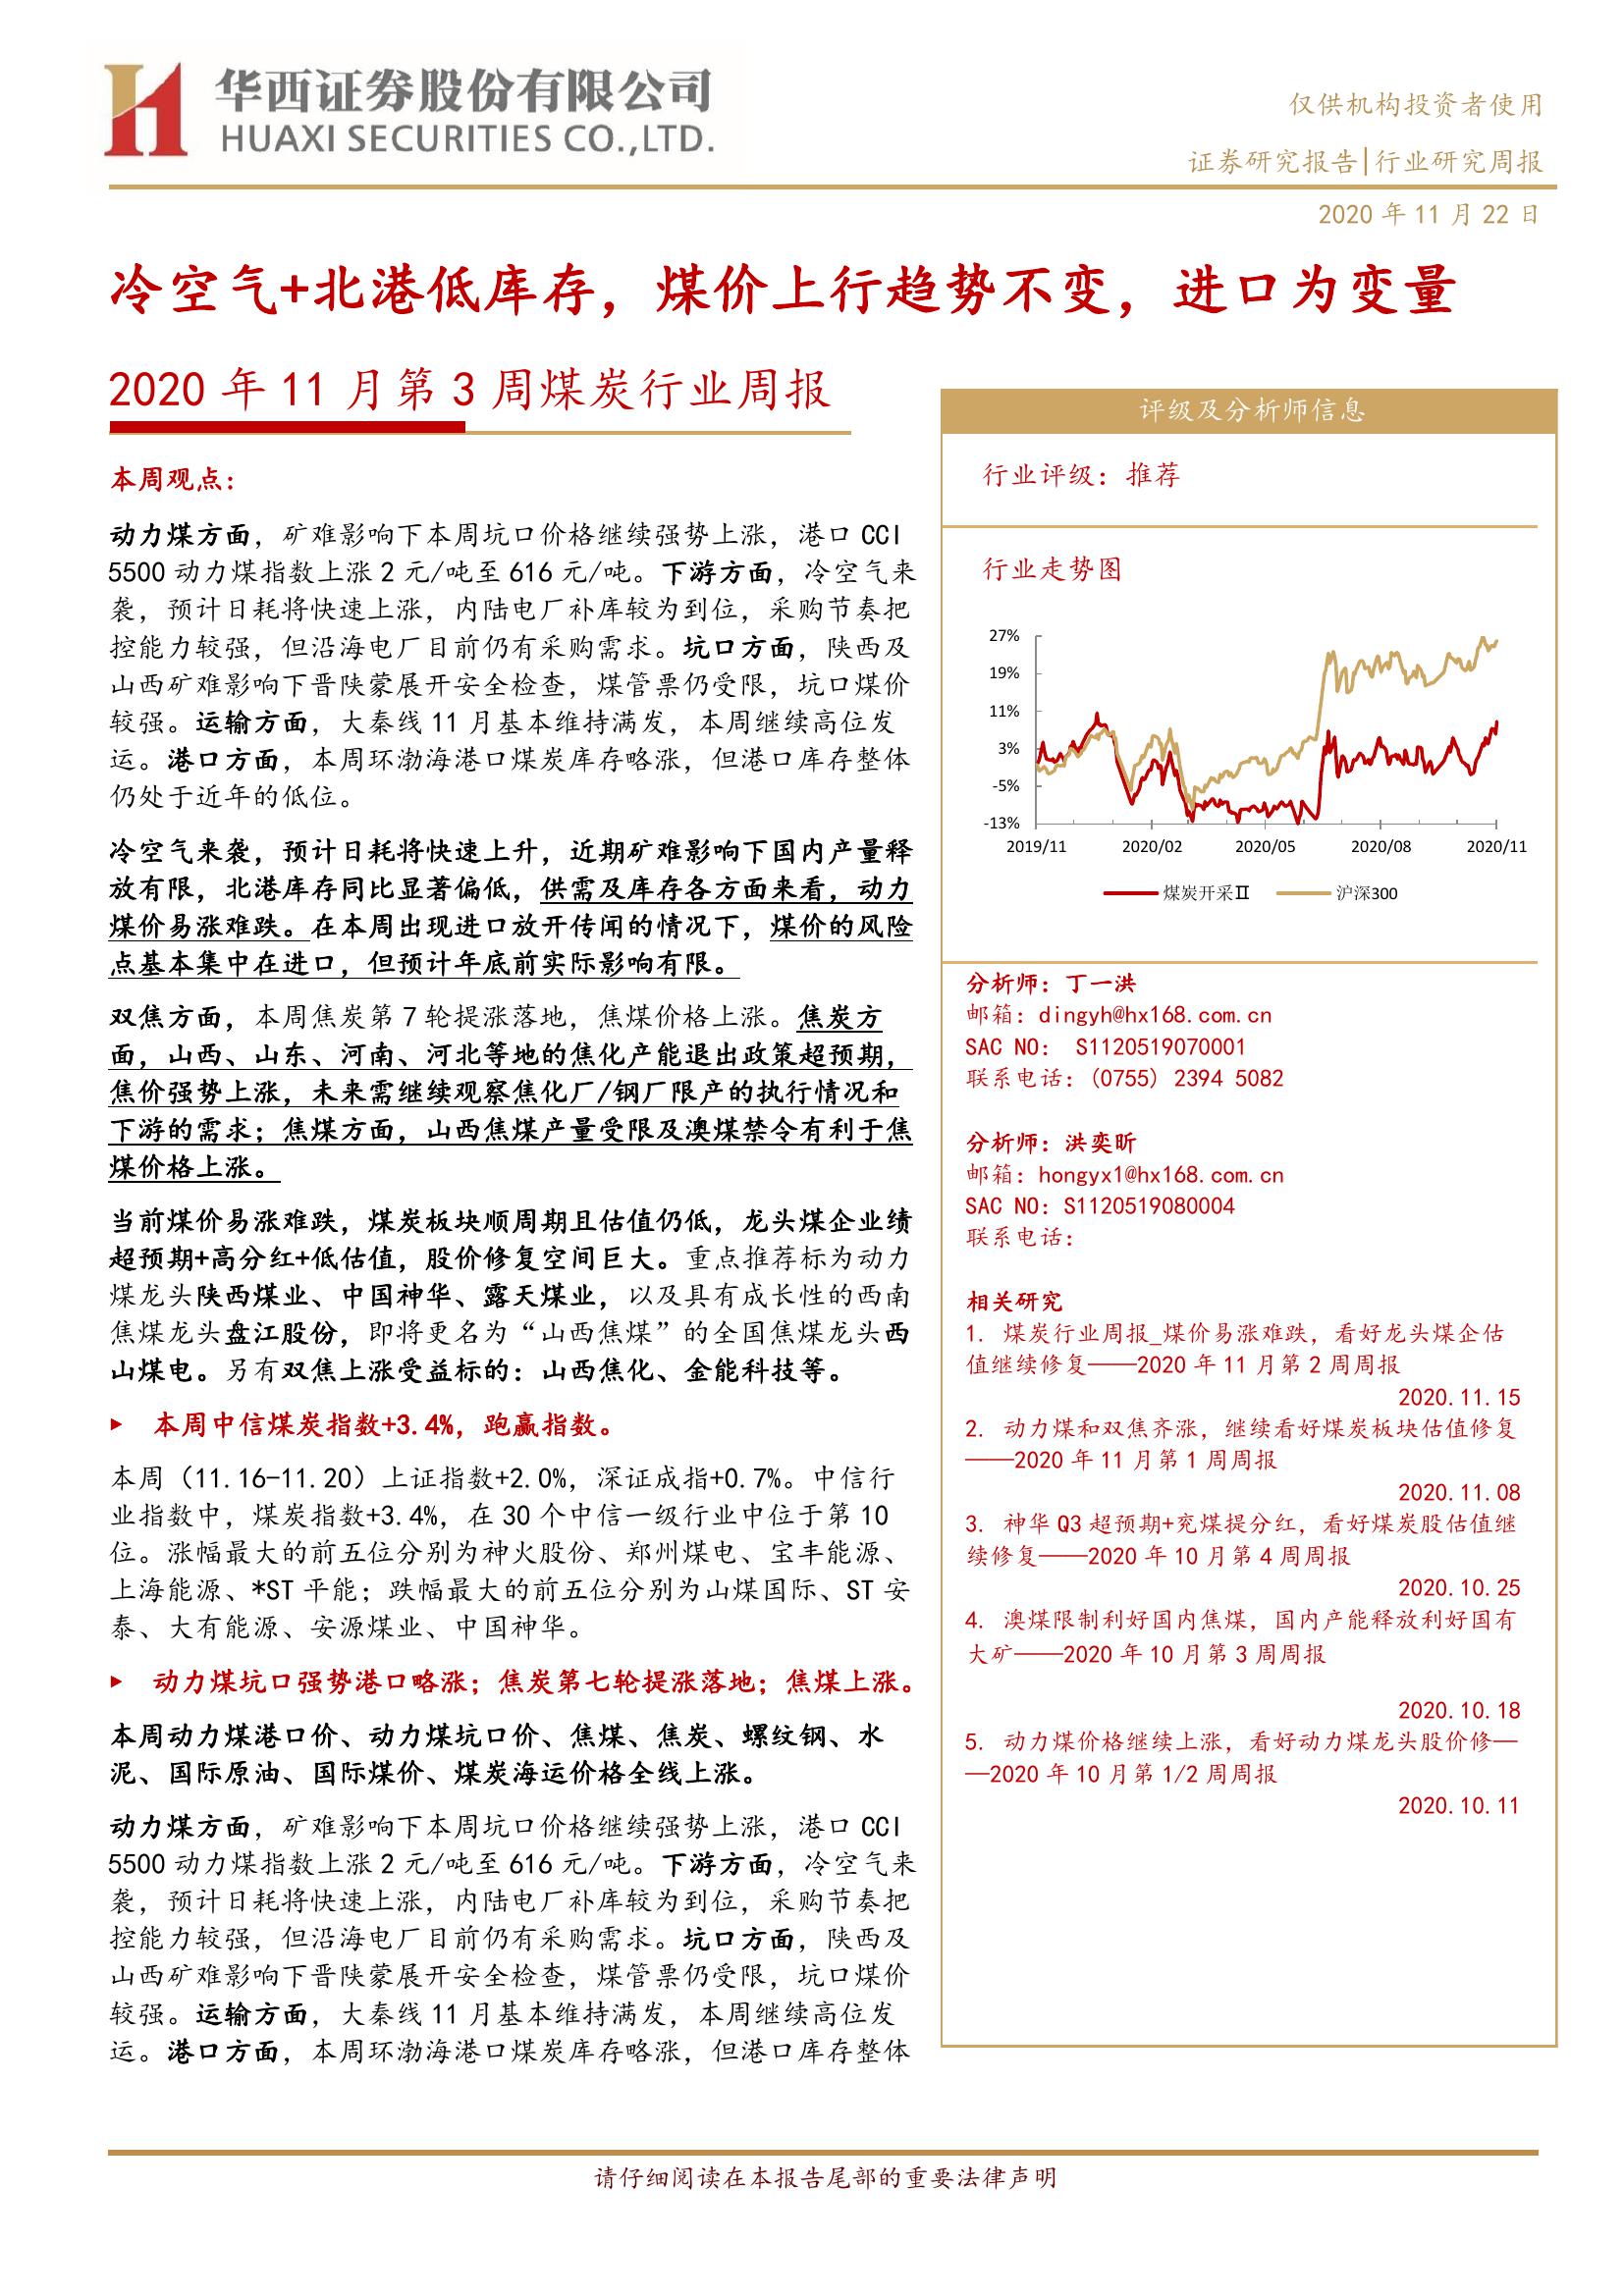 华西证券股份有限公司
HUAXI SECURITIES CO.,LTD.
仅供机构投资者使用
证券研究报告|行业研究周报
2020 年 11 月 22 日
冷空气+北港低库存，煤价上行趋势不变，进口为变量
2020 年 11 月第 3 周煤炭行业周报
本周观点：
动力煤方面，矿难影响下本周坑口价格继续强势上涨，港口 CCI
5500 动力煤指数上涨 2 元/吨至 616 元/吨。下游方面，冷空气来
袭，预计日耗将快速上涨，内陆电厂补库较为到位，采购节奏把
控能力较强，但沿海电厂目前仍有采购需求。坑口方面，陕西及
山西矿难影响下晋陕蒙展开安全检查，煤管票仍受限，坑口煤价
较强。运输方面，大秦线 11 月基本维持满发，本周继续高位发
运。港口方面，本周环渤海港口煤炭库存略涨，但港口库存整体
仍处于近年的低位。
冷空气来袭，预计日耗将快速上升，近期矿难影响下国内产量释
放有限，北港库存同比显著偏低，供需及库存各方面来看，动力
煤价易涨难跌。在本周出现进口放开传闻的情况下，煤价的风险
点基本集中在进口，但预计年底前实际影响有限。
双焦方面，本周焦炭第 7 轮提涨落地，焦煤价格上涨。焦炭方
面，山西、山东、河南、河北等地的焦化产能退出政策超预期，
焦价强势上涨，未来需继续观察焦化厂/钢厂限产的执行情况和
下游的需求；焦煤方面，山西焦煤产量受限及澳煤禁令有利于焦
煤价格上涨。
当前煤价易涨难跌，煤炭板块顺周期且估值仍低，龙头煤企业绩
超预期+高分红+低估值，股价修复空间巨大。重点推荐标为动力
煤龙头陕西煤业、中国神华、露天煤业，以及具有成长性的西南
焦煤龙头盘江股份，即将更名为“山西焦煤”的全国焦煤龙头西
山煤电。另有双焦上涨受益标的：山西焦化、金能科技等。
▶ 本周中信煤炭指数+3.4%，跑赢指数。
本周（11.16-11.20）上证指数+2.0%，深证成指+0.7%。中信行
业指数中，煤炭指数+3.4%，在 30 个中信一级行业中位于第 10
位。涨幅最大的前五位分别为神火股份、郑州煤电、宝丰能源、
上海能源、*ST 平能；跌幅最大的前五位分别为山煤国际、ST 安
泰、大有能源、安源煤业、中国神华。
▶ 动力煤坑口强势港口略涨；焦炭第七轮提涨落地；焦煤上涨。
本周动力煤港口价、动力煤坑口价、焦煤、焦炭、螺纹钢、水
泥、国际原油、国际煤价、煤炭海运价格全线上涨。
动力煤方面，矿难影响下本周坑口价格继续强势上涨，港口 CCI
5500 动力煤指数上涨 2 元/吨至 616 元/吨。下游方面，冷空气来
袭，预计日耗将快速上涨，内陆电厂补库较为到位，采购节奏把
控能力较强，但沿海电厂目前仍有采购需求。坑口方面，陕西及
山西矿难影响下晋陕蒙展开安全检查，煤管票仍受限，坑口煤价
较强。运输方面，大秦线 11 月基本维持满发，本周继续高位发
运。港口方面，本周环渤海港口煤炭库存略涨，但港口库存整体
评级及分析师信息
行业评级：推荐
行业走势图
27%
19%
11%
3%
-5%
-13%
2019/11 2020/02 2020/05 2020/08 2020/11
煤炭开采Ⅱ 沪深300
分析师：丁一洪
邮箱：dingyh@hx168.com.cn
SAC NO： S1120519070001
联系电话：(0755) 2394 5082
分析师：洪奕昕
邮箱：hongyx1@hx168.com.cn
SAC NO：S1120519080004
联系电话：
相关研究
1. 煤炭行业周报_煤价易涨难跌，看好龙头煤企估
值继续修复——2020 年 11 月第 2 周周报
2020.11.15
2. 动力煤和双焦齐涨，继续看好煤炭板块估值修复
——2020 年 11 月第 1 周周报
2020.11.08
3. 神华 Q3 超预期+兖煤提分红，看好煤炭股估值继
续修复——2020 年 10 月第 4 周周报
2020.10.25
4. 澳煤限制利好国内焦煤，国内产能释放利好国有
大矿——2020 年 10 月第 3 周周报
2020.10.18
5. 动力煤价格继续上涨，看好动力煤龙头股价修—
—2020 年 10 月第 1/2 周周报
2020.10.11
请仔细阅读在本报告尾部的重要法律声明